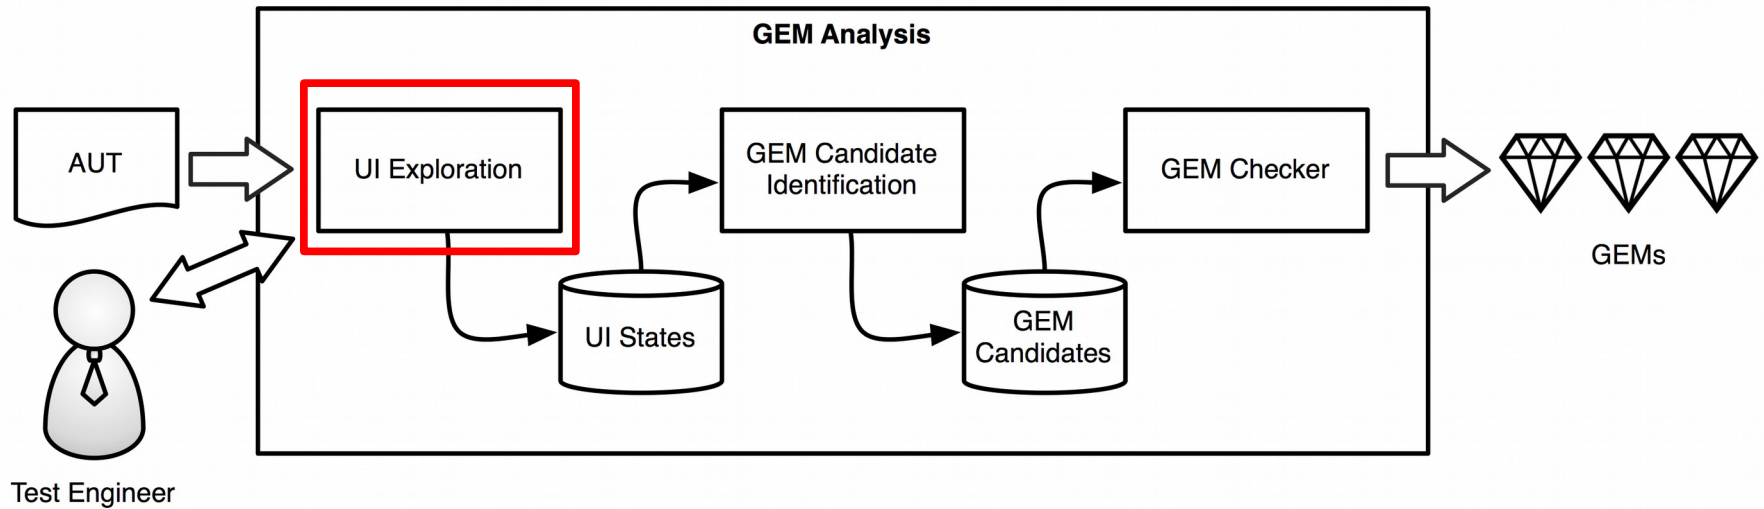 GEM Analysis
AUT
UI Exploration
GEM Candidate
Identification
GEM Checker
GEMs
UI States
GEM
Candidates
Test Engineer